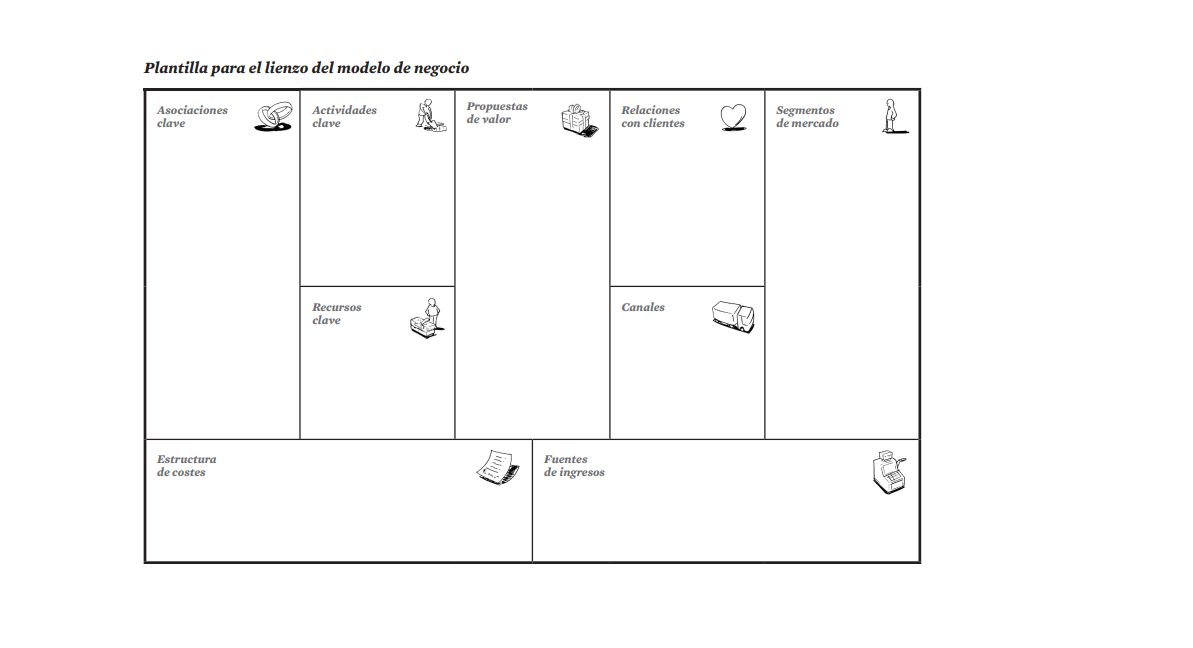 Plantilla para el lienzo del modelo de negocio
Asociaciones
clave
Actividades
clave
Propuestas
de valor
Relaciones
con clientes
Segmentos
de mercado
Recursos
clave
Canales
Estructura
de costes
Fuentes
de ingresos